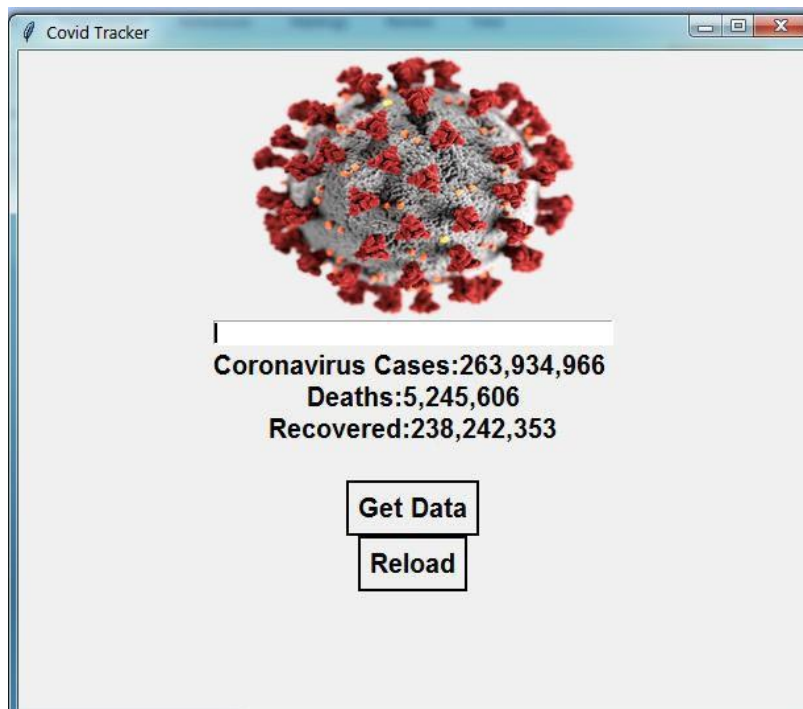 Covid Tracker
Coronavirus Cases:263,934,966
Deaths:5,245,606
Recovered:238,242,353
Get Data
Reload